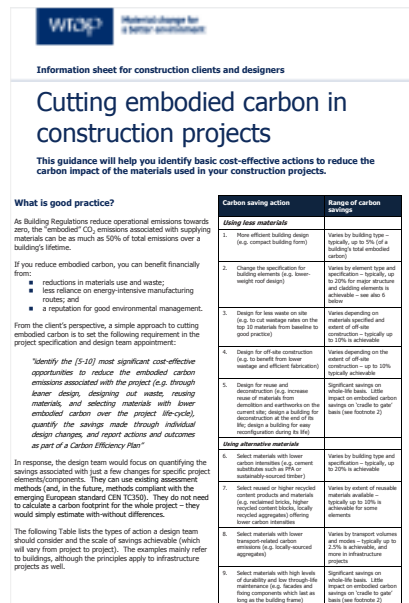 wrap
Material change for
a better environment
Information sheet for construction clients and designers
Cutting embodied carbon in
construction projects
This guidance will help you identify basic cost-effective actions to reduce the
carbon impact of the materials used in your construction projects.
What is good practice?
As Building Regulations reduce operational emissions towards
zero, the "embodied" CO2 emissions associated with supplying
materials can be as much as 50% of total emissions over a
building's lifetime.
If you reduce embodied carbon, you can benefit financially
from:
■ reductions in materials use and waste;
■ less reliance on energy-intensive manufacturing
routes; and
■ a reputation for good environmental management.
From the client's perspective, a simple approach to cutting
embodied carbon is to set the following requirement in the
project specification and design team appointment:
"identify the [5-10] most significant cost-effective
opportunities to reduce the embodied carbon
emissions associated with the project (e.g. through
leaner design, designing out waste, reusing
materials, and selecting materials with lower
embodied carbon over the project life-cycle),
quantify the savings made through individual
design changes, and report actions and outcomes
as part of a Carbon Efficiency Plan"
In response, the design team would focus on quantifying the
savings associated with just a few changes for specific project
elements/components. They can use existing assessment
methods (and, in the future, methods compliant with the
emerging European standard CEN TC350). They do not need
to calculate a carbon footprint for the whole project – they
would simply estimate with-without differences.
The following Table lists the types of action a design team
should consider and the scale of savings achievable (which
will vary from project to project). The examples mainly refer
to buildings, although the principles apply to infrastructure
projects as well.
Carbon saving action
Range of carbon
savings
Using less materials
1. More efficient building design
(e.g. compact building form)
Varies by building type –
typically, up to 5% (of a
building's total embodied
carbon)
2. Change the specification for
building elements (e.g. lower-
weight roof design)
Varies by element type and
specification – typically, up
to 20% for major structure
and cladding elements is
achievable – see also 6
below
3. Design for less waste on site
(e.g. to cut wastage rates on the
top 10 materials from baseline to
good practice)
Varies depending on
materials specified and
extent of off-site
construction – typically up
to 10% is achievable
4. Design for off-site construction
(e.g. to benefit from lower
wastage and efficient fabrication)
Varies depending on the
extent of off-site
construction – up to 10%
typically achievable
5. Design for reuse and
deconstruction (e.g. increase
reuse of materials from
demolition and earthworks on the
current site; design a building for
deconstruction at the end of its
life; design a building for easy
reconfiguration during its life)
Significant savings on
whole-life basis. Little
impact on embodied carbon
savings on 'cradle to gate'
basis (see footnote 2)
Using alternative materials
6. Select materials with lower
carbon intensities (e.g. cement
substitutes such as PFA or
sustainably-sourced timber)
Varies by building type and
specification – typically, up
to 20% is achievable
7. Select reused or higher recycled
content products and materials
(e.g. reclaimed bricks, higher
recycled content blocks, locally
recycled aggregates) offering
lower carbon intensities
Varies by extent of reusable
materials available –
typically up to 10% is
achievable for some
elements
8. Select materials with lower
transport-related carbon
emissions (e.g. locally-sourced
aggregates)
Varies by transport volumes
and modes – typically up to
2.5% is achievable, and
more in infrastructure
projects
9. Select materials with high levels
of durability and low through-life
maintenance (e.g. facades and
fixing components which last as
long as the building frame)
Significant savings on
whole-life basis. Little
impact on embodied carbon
savings on 'cradle to gate'
basis (see footnote 2)